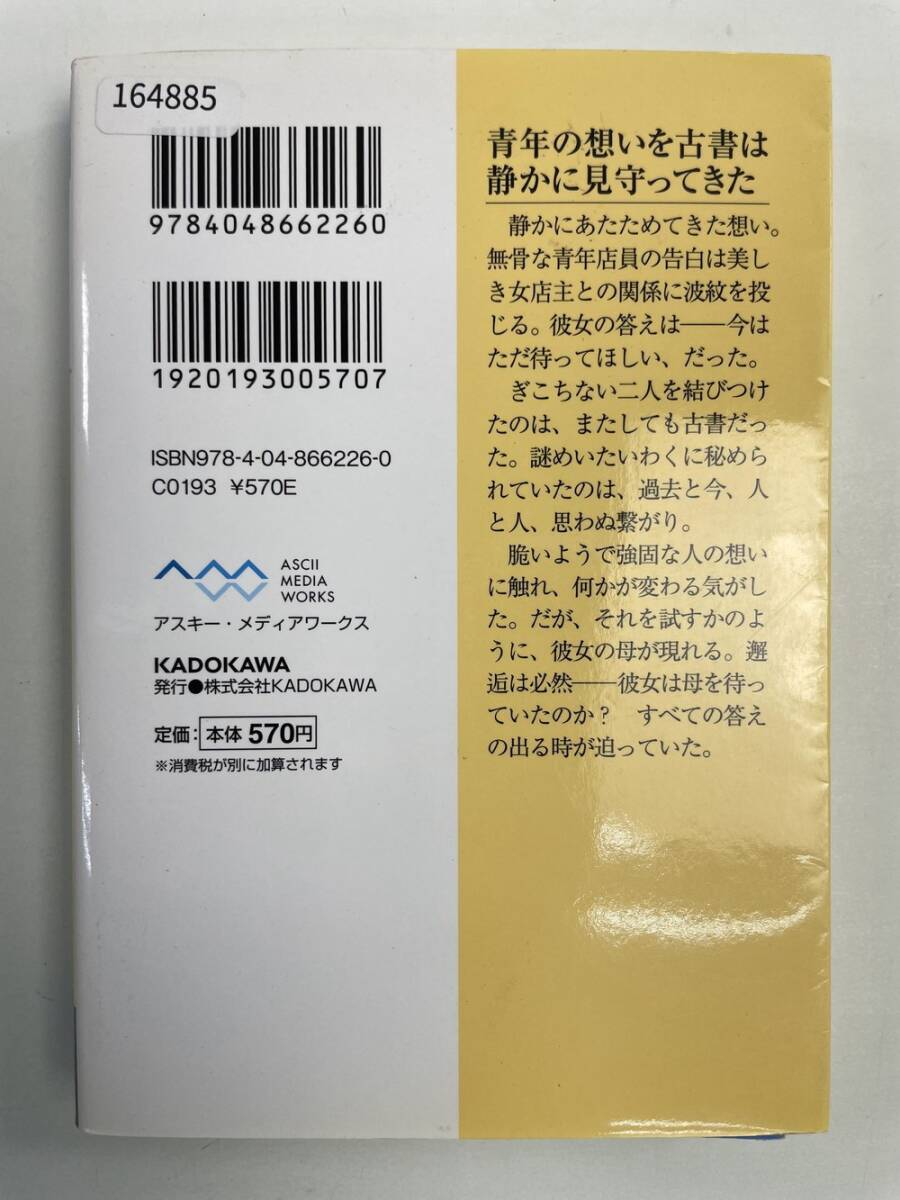 164885
9784048662260
1920193005707
ISBN978-4-04-866226-0
C0193 ¥570E
ASCII
MEDIA
WORKS
アスキー・メディアワークス
KADOKAWA
発行●株式会社KADOKAWA
定価：本体570円
※消費税が別に加算されます
青年の想いを古書は
静かに見守ってきた
静かにあたためてきた想い。
無骨な青年店員の告白は美し
き女店主との関係に波紋を投
じる。彼女の答えは――今は
ただ待ってほしい、だった。
ぎこちない二人を結びつけ
たのは、またしても古書だっ
た。謎めいたいわくに秘めら
れていたのは、過去と今、人
と人、思わぬ繋がり。
脆いようで強固な人の想い
に触れ、何かが変わる気がし
た。だが、それを試すかのよ
うに、彼女の母が現れる。邂
逅は必然――彼女は母を待っ
ていたのか？　すべての答え
の出る時が迫っていた。